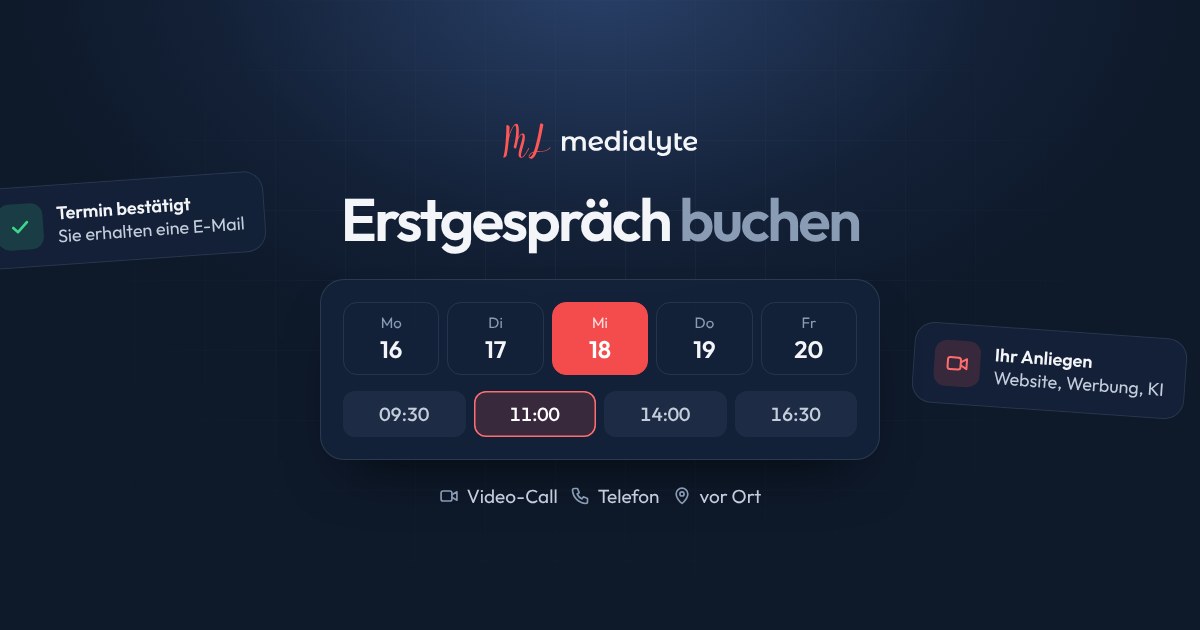 ML medialyte
Erstgespräch buchen
Termin bestätigt
Sie erhalten eine E-Mail
Mo Di Mi Do Fr
16 17 18 19 20
09:30 11:00 14:00 16:30
Ihr Anliegen
Website, Werbung, KI
Video-Call Telefon vor Ort